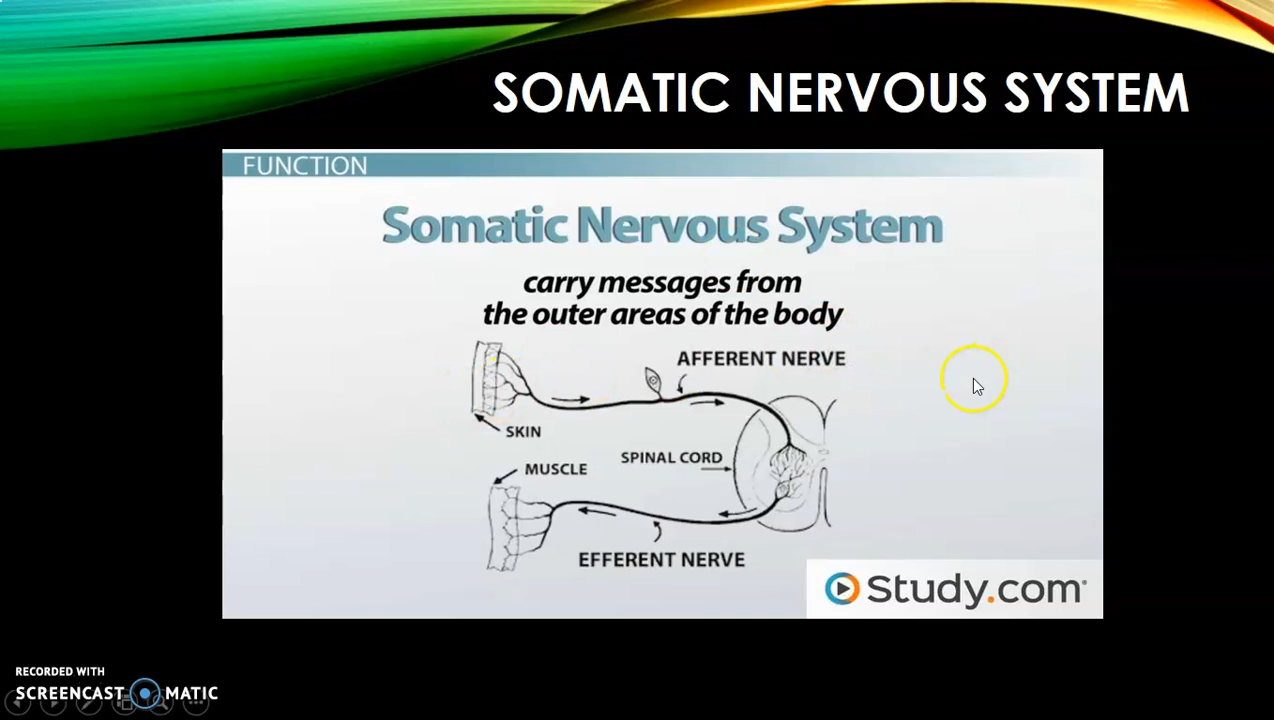 SOMATIC NERVOUS SYSTEM
FUNCTION
Somatic Nervous System
carry messages from
the outer areas of the body
AFFERENT NERVE
SKIN
SPINAL CORD
MUSCLE
EFFERENT NERVE
Study.com®
RECORDED WITH
SCREENCAST MATIC